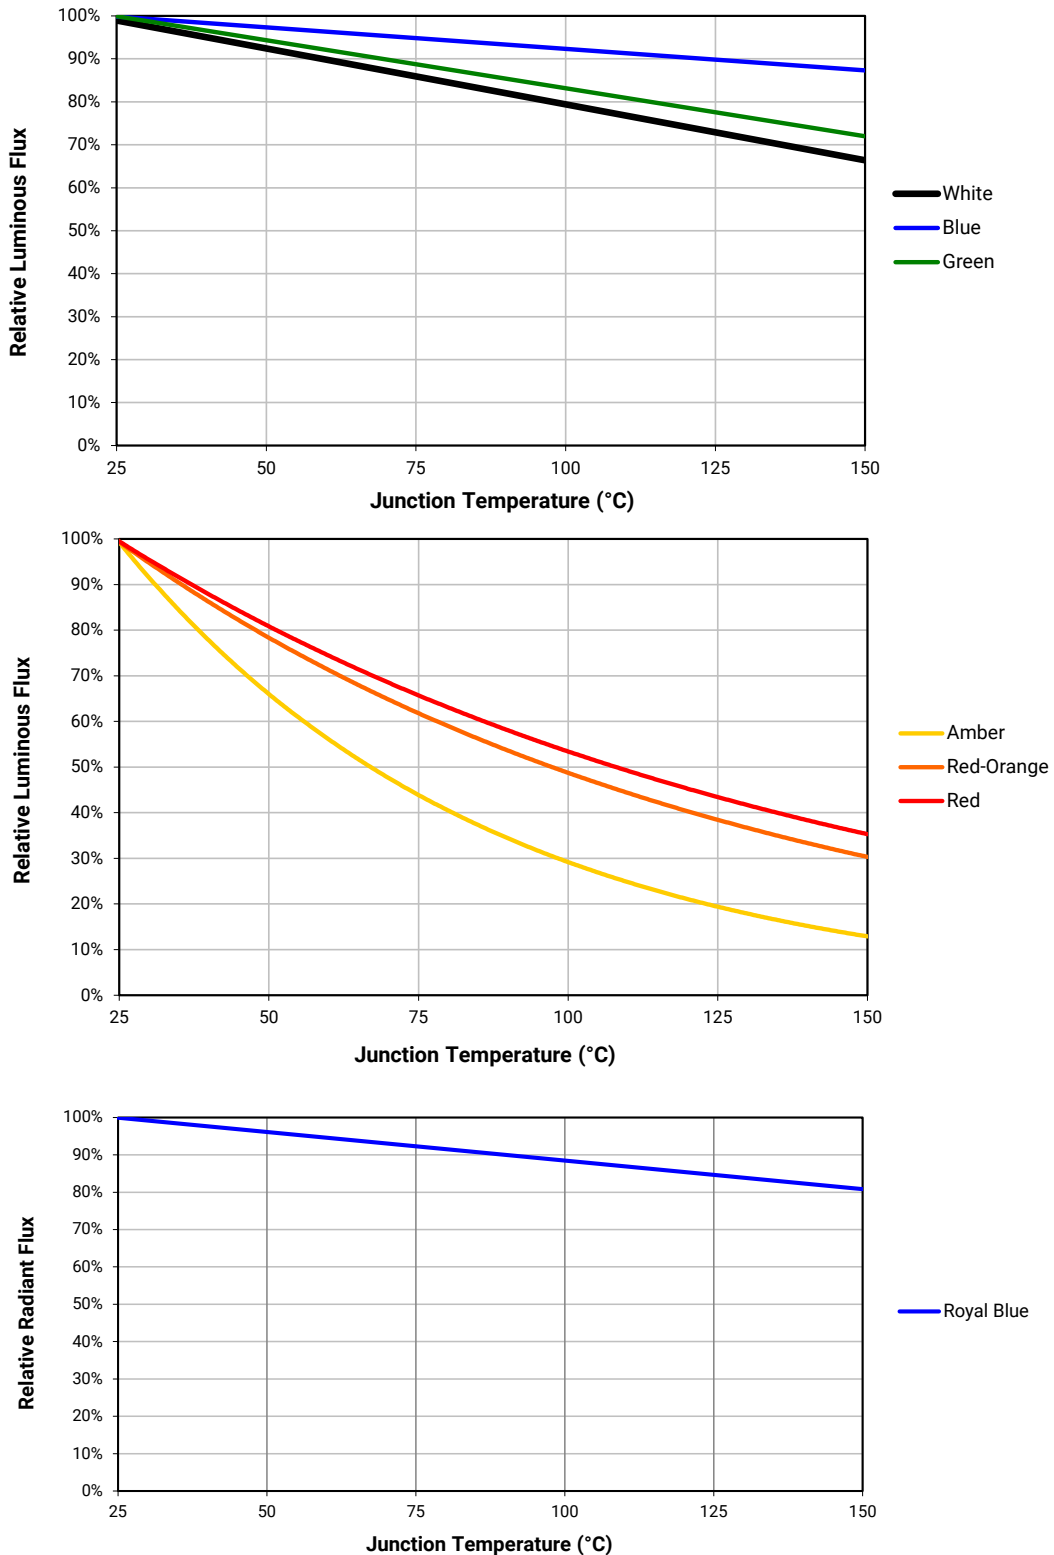 100%
90%
80%
70%
60%
50%
40%
30%
20%
10%
0%
Relative Luminous Flux
25 50 75 100 125 150
Junction Temperature (°C)
White
Blue
Green
100%
90%
80%
70%
60%
50%
40%
30%
20%
10%
0%
Relative Luminous Flux
25 50 75 100 125 150
Junction Temperature (°C)
Amber
Red-Orange
Red
100%
90%
80%
70%
60%
50%
40%
30%
20%
10%
0%
Relative Radiant Flux
25 50 75 100 125 150
Junction Temperature (°C)
Royal Blue